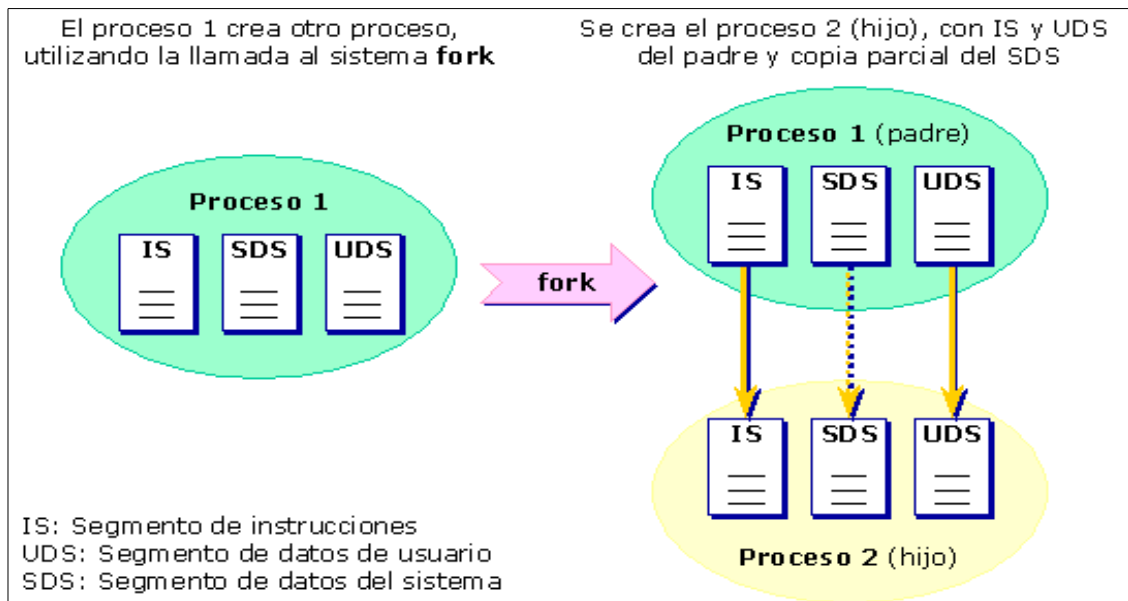 El proceso 1 crea otro proceso,
utilizando la llamada al sistema fork
Se crea el proceso 2 (hijo), con IS y UDS
del padre y copia parcial del SDS
Proceso 1
IS
SDS
UDS
fork
Proceso 1 (padre)
IS
SDS
UDS
IS
SDS
UDS
Proceso 2 (hijo)
IS: Segmento de instrucciones
UDS: Segmento de datos de usuario
SDS: Segmento de datos del sistema